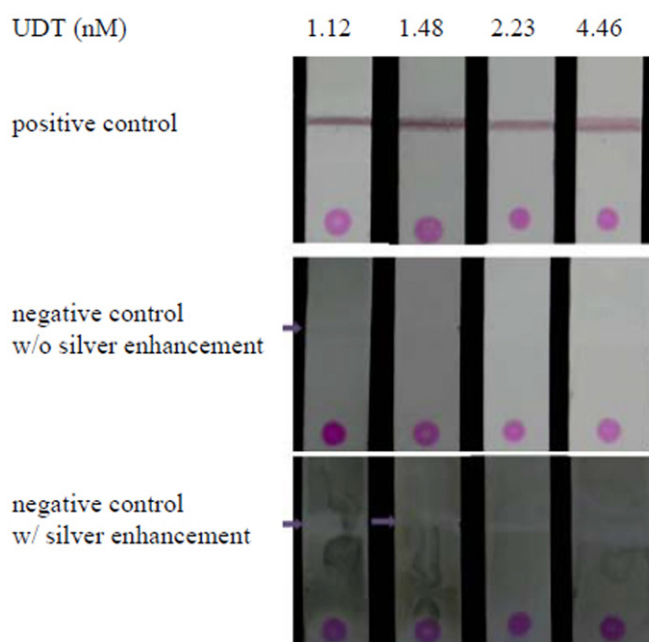 UDT (nM) 1.12 1.48 2.23 4.46
positive control
negative control
w/o silver enhancement
negative control
w/ silver enhancement